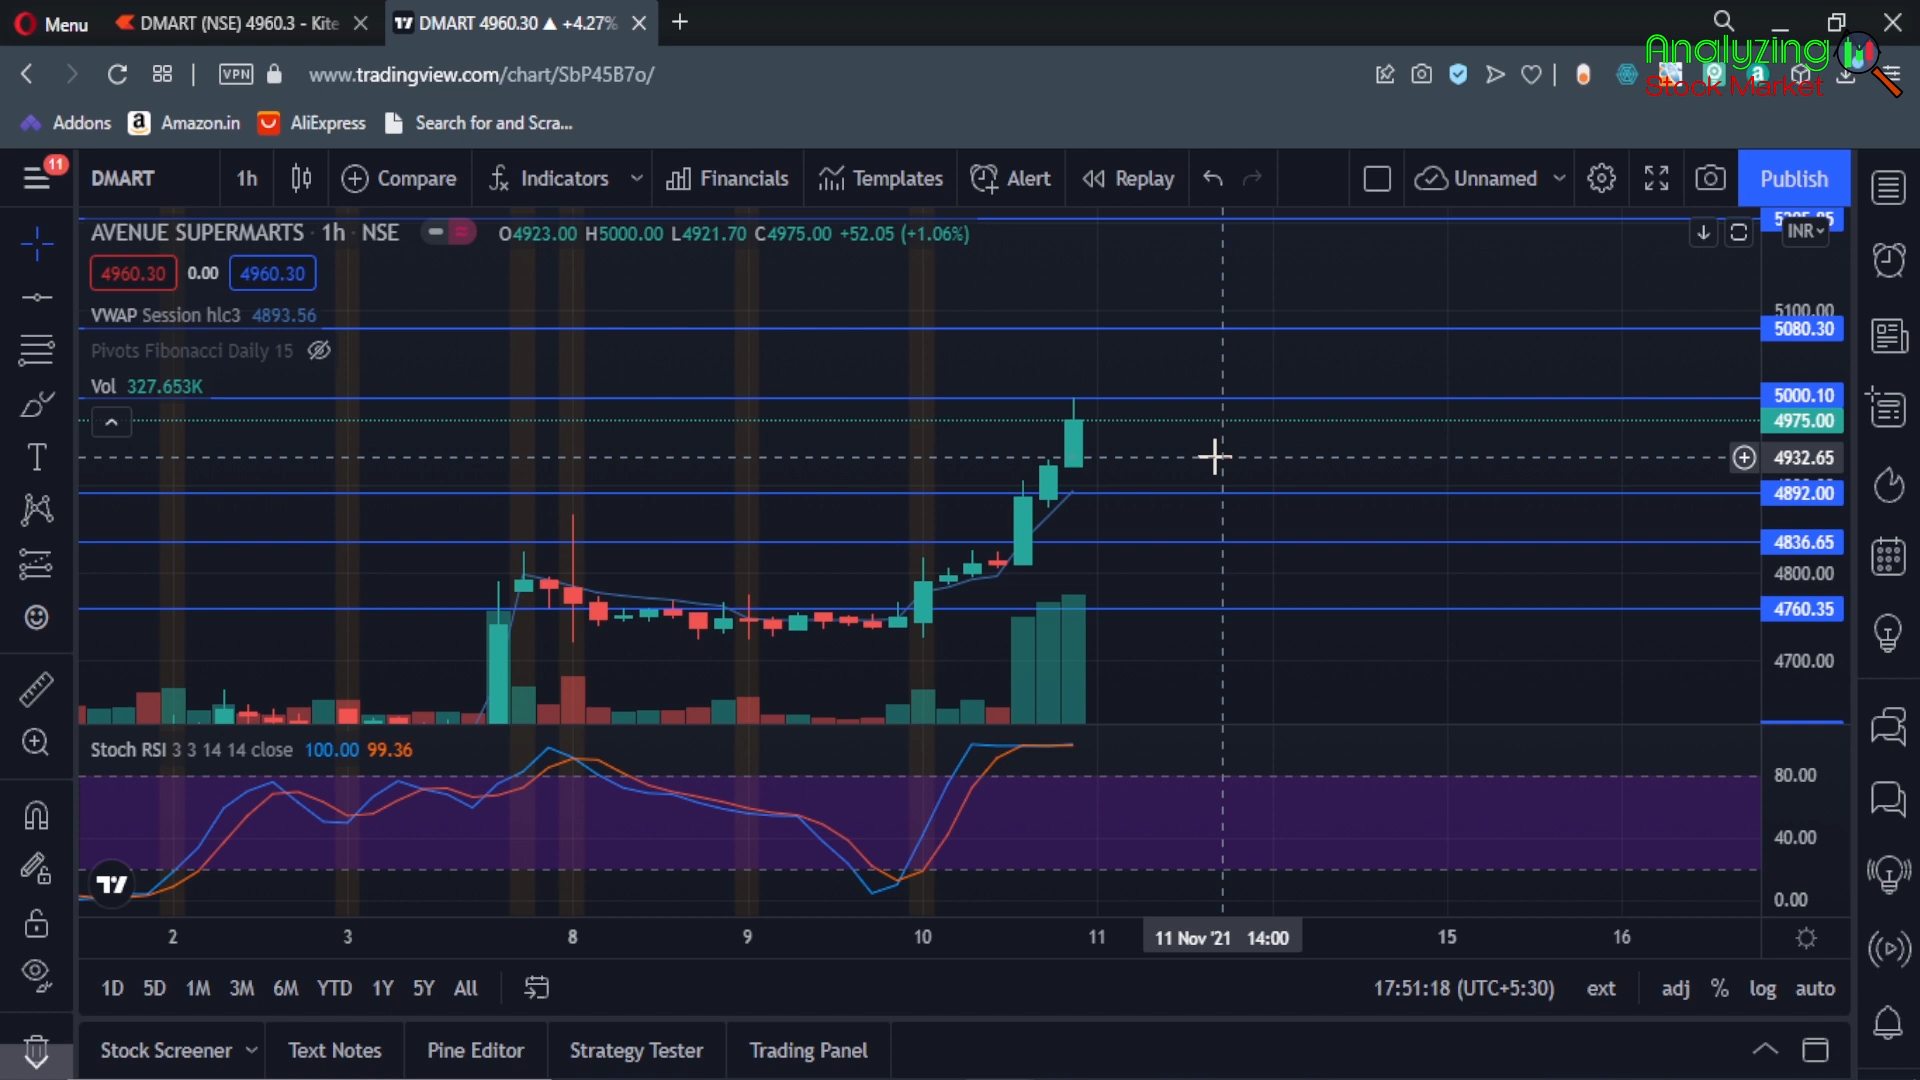 Menu
DMART (NSE) 4960.3 - Kite
DMART 4960.30 ▲ +4.27%
VPN
www.tradingview.com/chart/SbP45B7o/
Analyzing
Stock Market
Addons
Amazon.in
AliExpress
Search for and Scra...
11
DMART
1h
Compare
Indicators
Financials
Templates
Alert
Replay
Unnamed
Publish
AVENUE SUPERMARTS · 1h · NSE
O4923.00 H5000.00 L4921.70 C4975.00 +52.05 (+1.06%)
INR
4960.30 0.00 4960.30
VWAP Session hlc3 4893.56
Pivots Fibonacci Daily 15
Vol 327.653K
5100.00
5080.30
5000.10
4975.00
4932.65
4892.00
4836.65
4800.00
4760.35
4700.00
Stoch RSI 3 3 14 14 close 100.00 99.36
80.00
40.00
0.00
2 3 8 9 10 11 11 Nov '21 14:00 15 16
1D 5D 1M 3M 6M YTD 1Y 5Y All
17:51:18 (UTC+5:30) ext adj % log auto
Stock Screener
Text Notes
Pine Editor
Strategy Tester
Trading Panel